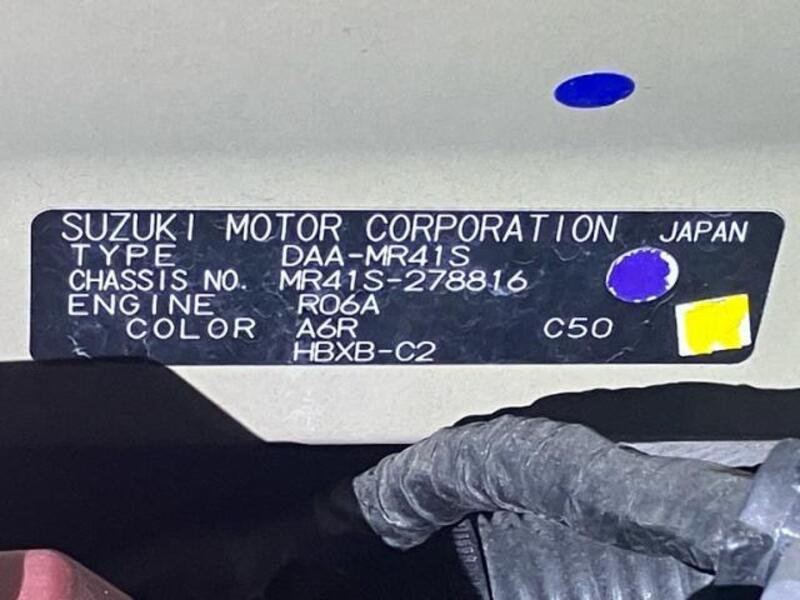 SUZUKI MOTOR CORPORATION JAPAN
TYPE DAA-MR41S
CHASSIS NO. MR41S-278816
ENGINE R06A
COLOR A6R C50
HBXB-C2